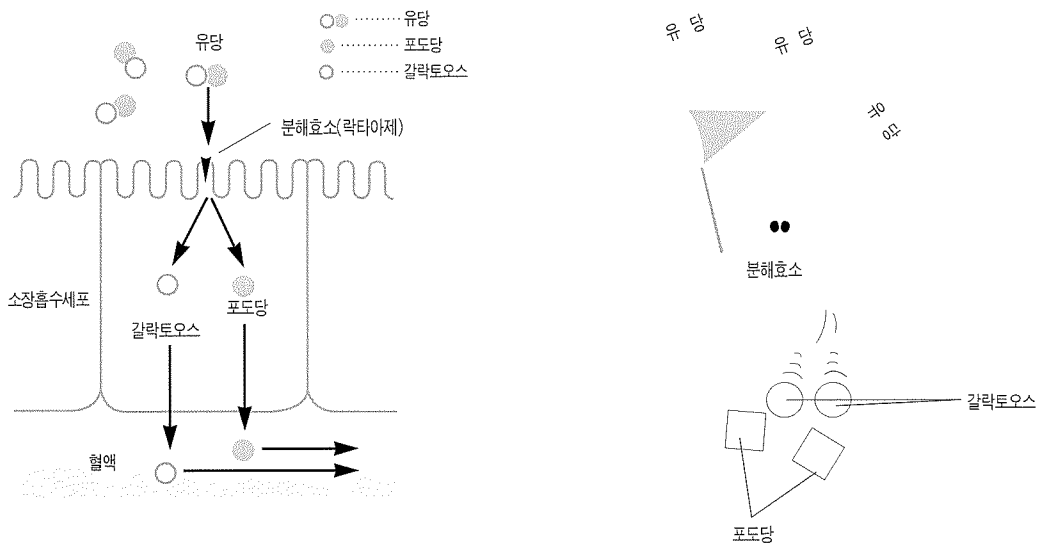 유당
유당
포도당
갈락토오스
분해효소(락타아제)
소장흡수세포
갈락토오스
포도당
혈액
유당
유당
유당
분해효소
갈락토오스
포도당